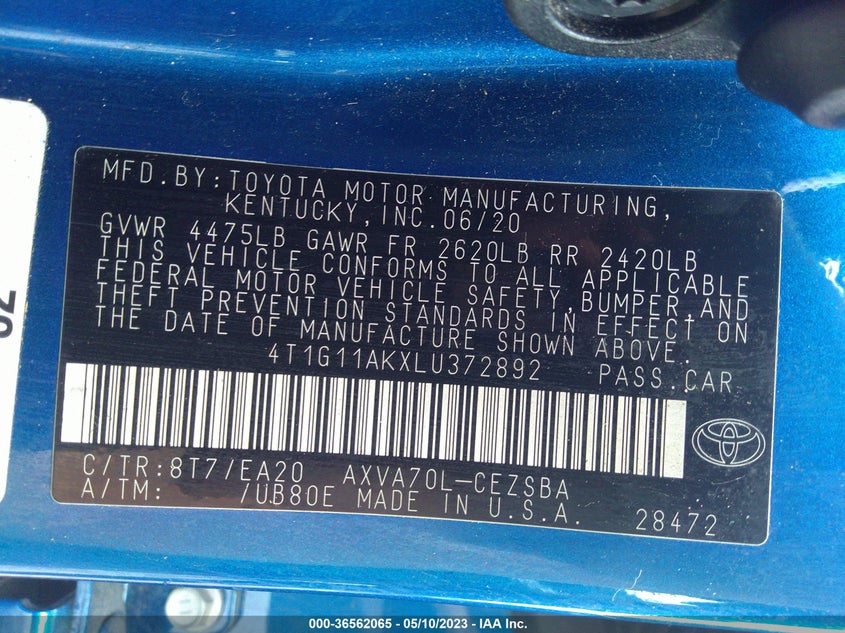 MFD.BY:TOYOTA MOTOR MANUFACTURING,
KENTUCKY,INC.06/20
GVWR 4475LB GAWR FR 2620LB RR 2420LB
THIS VEHICLE CONFORMS TO ALL APPLICABLE
FEDERAL MOTOR VEHICLE SAFETY,BUMPER,AND
THEFT PREVENTION STANDARDS IN EFFECT ON
THE DATE OF MANUFACTURE SHOWN ABOVE.
4T1G11AKXLU372892 PASS.CAR
C/TR:8T7/EA20 AXVA70L-CEZSBA
A/TM: /UB80E MADE IN U.S.A. 28472
000-36562065 - 05/10/2023 - IAA Inc.